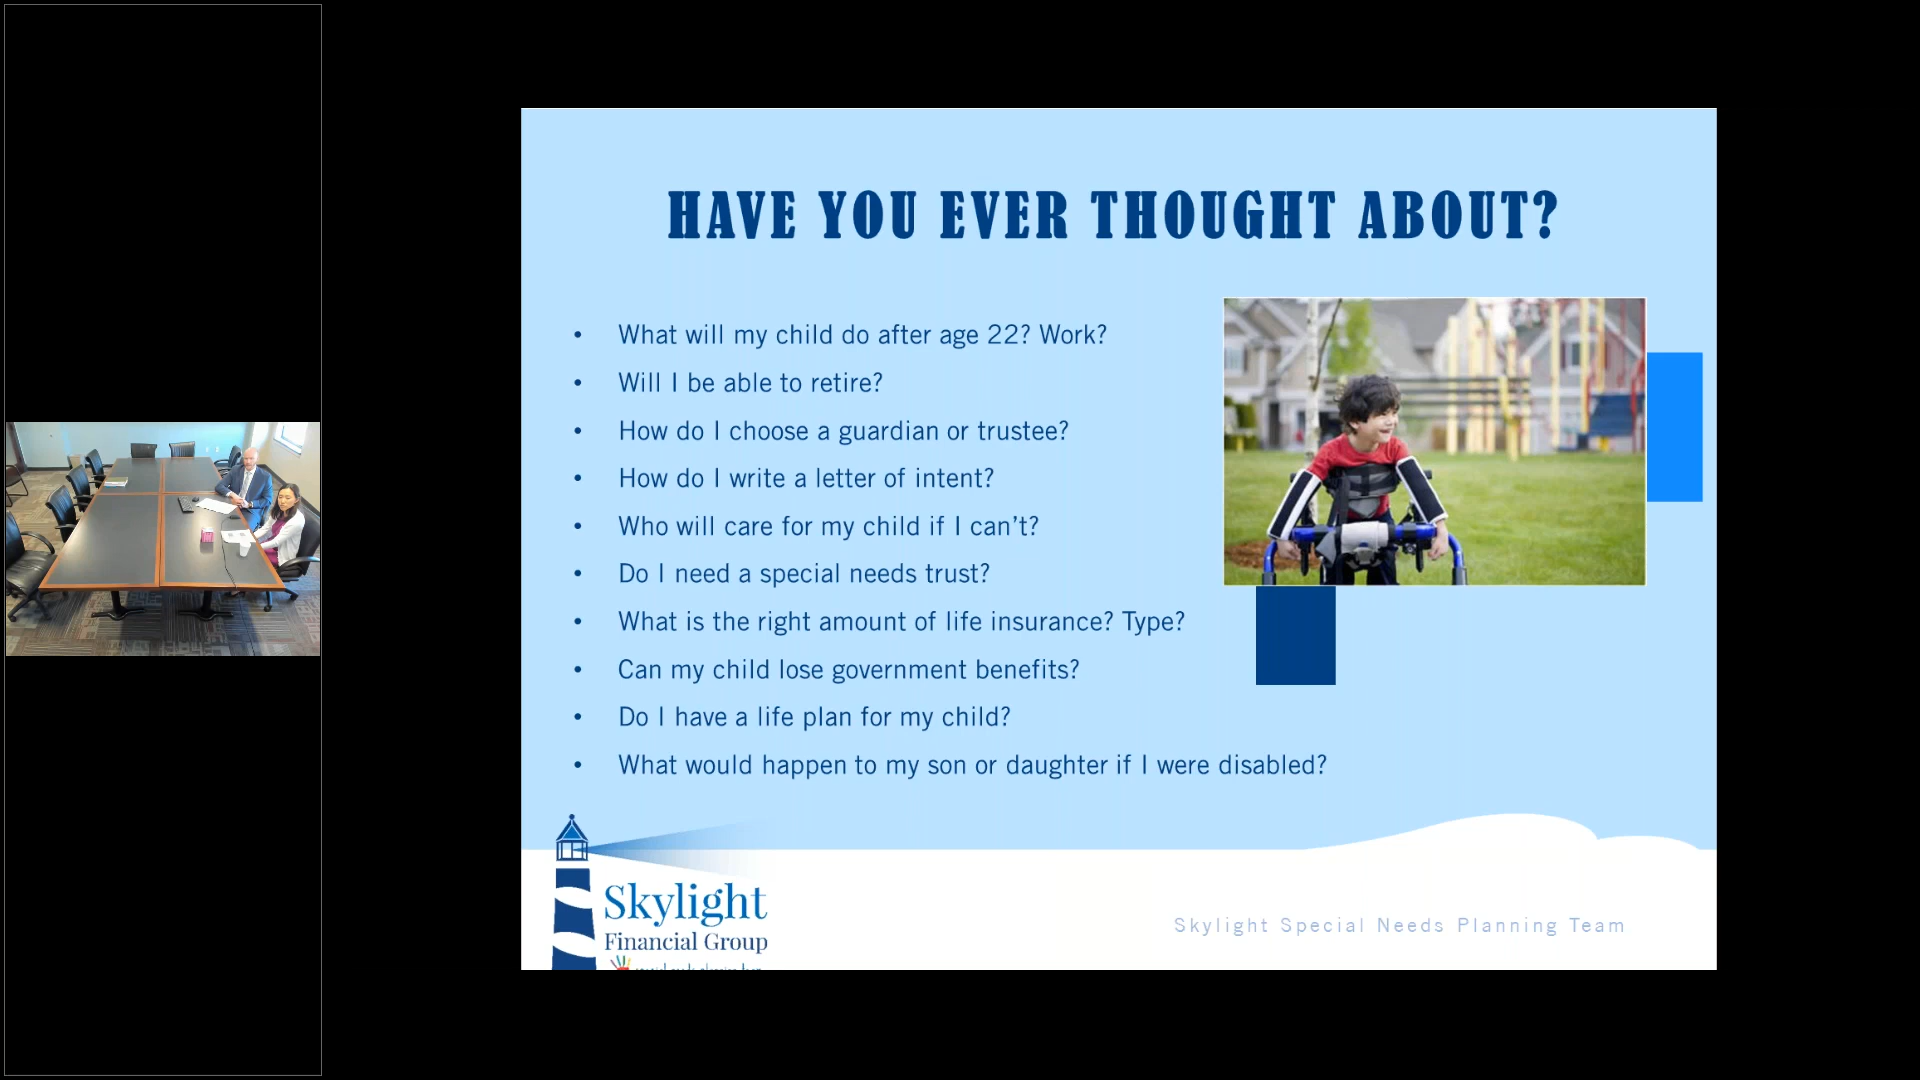 HAVE YOU EVER THOUGHT ABOUT?
• What will my child do after age 22? Work?
• Will I be able to retire?
• How do I choose a guardian or trustee?
• How do I write a letter of intent?
• Who will care for my child if I can’t?
• Do I need a special needs trust?
• What is the right amount of life insurance? Type?
• Can my child lose government benefits?
• Do I have a life plan for my child?
• What would happen to my son or daughter if I were disabled?
Skylight
Financial Group
Skylight Special Needs Planning Team